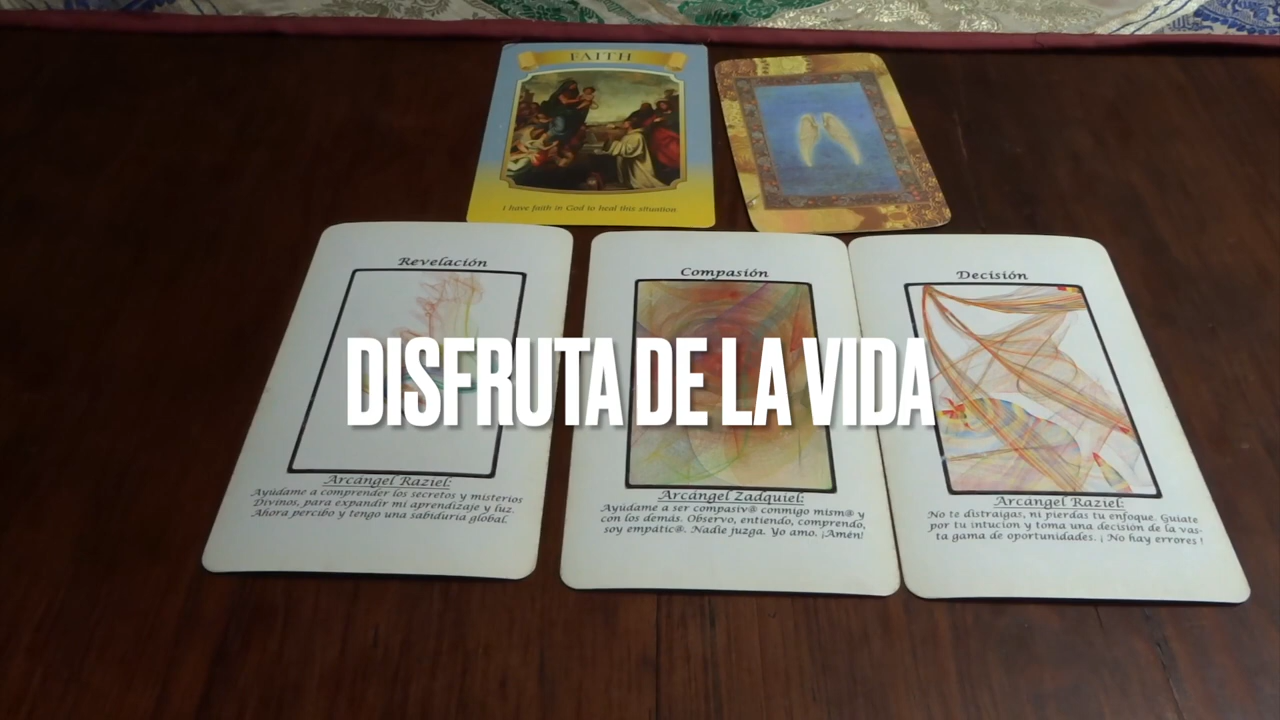 FAITH
I have faith in God to heal this situation.
Revelación
Arcángel Raziel:
Ayúdame a comprender los secretos y misterios
Divinos, para expandir mi aprendizaje y luz.
Ahora percibo y tengo una sabiduría global.
Compasión
Arcángel Zadquiel:
Ayúdame a ser compasiv@ conmigo mism@ y
con los demás. Observo, entiendo, comprendo,
soy empátic@. Nadie juzga. Yo amo. ¡Amén!
Decisión
Arcángel Raziel:
No te distraigas, ni pierdas tu enfoque. Guíate
por tu intución y toma una decisión de la vas-
ta gama de oportunidades. ¡ No hay errores !
DISFRUTA DE LA VIDA